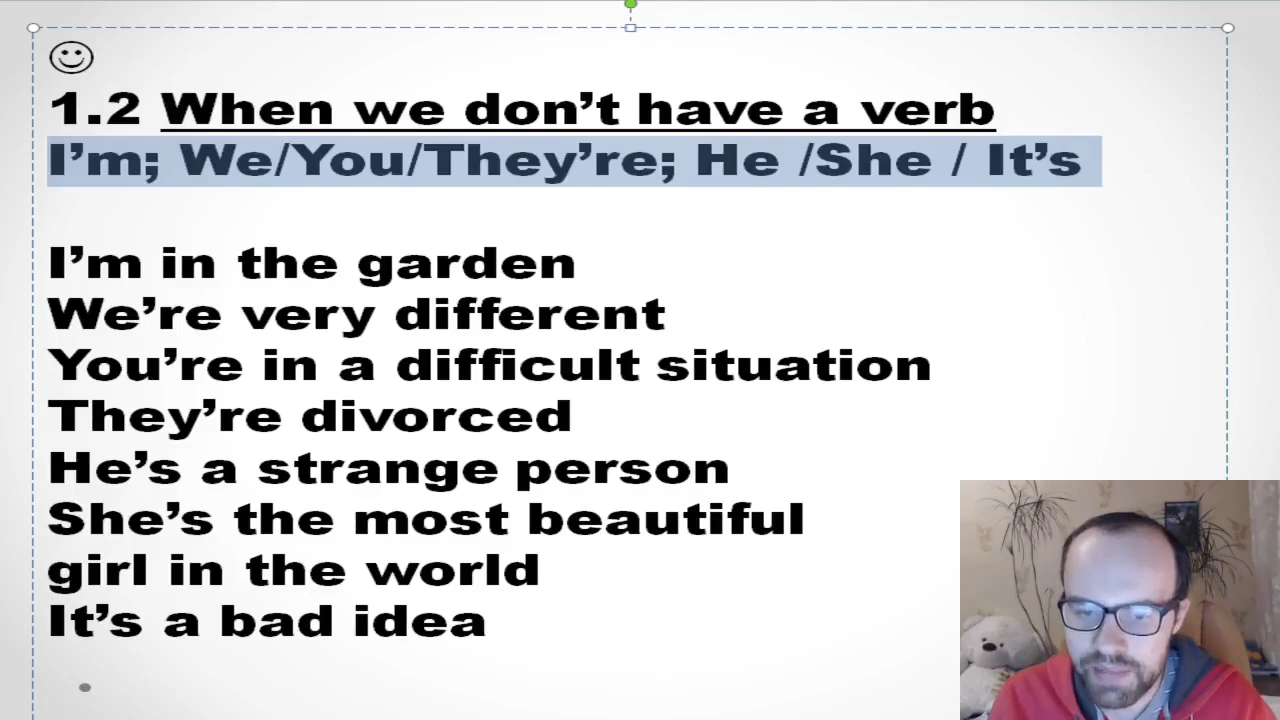 1.2 When we don’t have a verb
I’m; We/You/They’re; He /She / It’s
I’m in the garden
We’re very different
You’re in a difficult situation
They’re divorced
He’s a strange person
She’s the most beautiful
girl in the world
It’s a bad idea